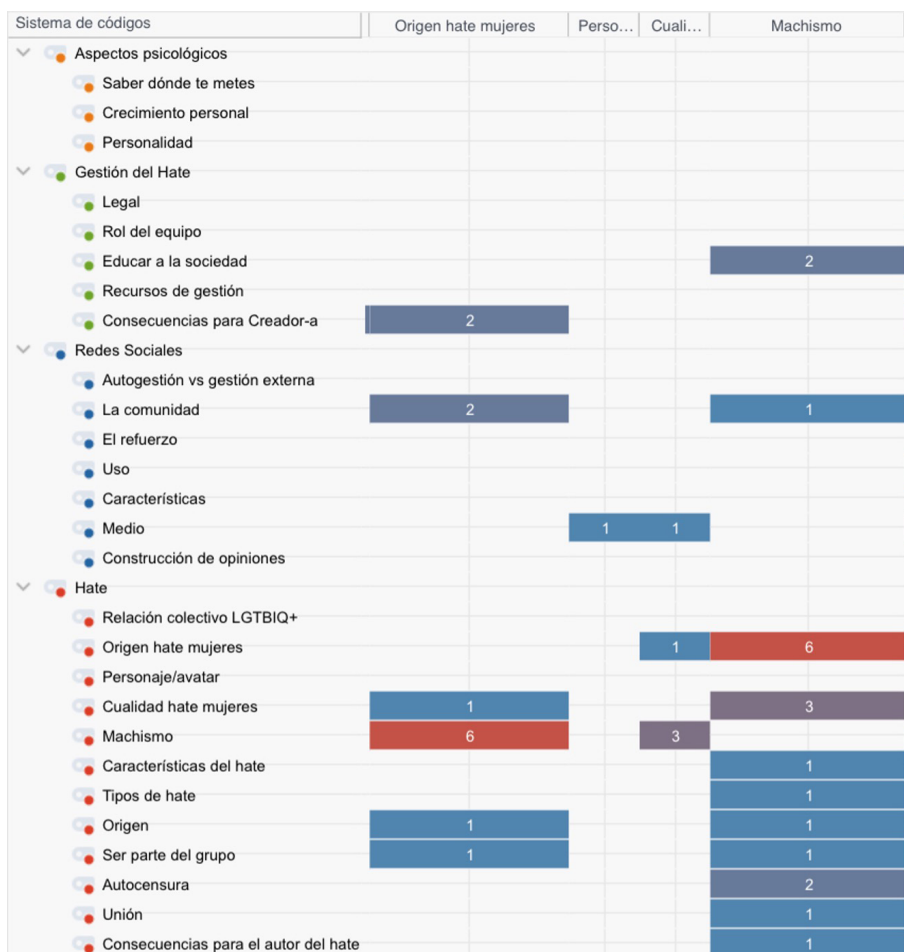 Sistema de códigos Origen hate mujeres Perso... Cuali... Machismo
Aspectos psicológicos
Saber dónde te metes
Crecimiento personal
Personalidad
Gestión del Hate
Legal
Rol del equipo
Educar a la sociedad 2
Recursos de gestión
Consecuencias para Creador-a 2
Redes Sociales
Autogestión vs gestión externa
La comunidad 2 1
El refuerzo
Uso
Características
Medio 1 1
Construcción de opiniones
Hate
Relación colectivo LGTBIQ+
Origen hate mujeres 1 6
Personaje/avatar
Cualidad hate mujeres 1 3
Machismo 6 3
Características del hate 1
Tipos de hate 1
Origen 1 1
Ser parte del grupo 1 1
Autocensura 2
Unión 1
Consecuencias para el autor del hate 1